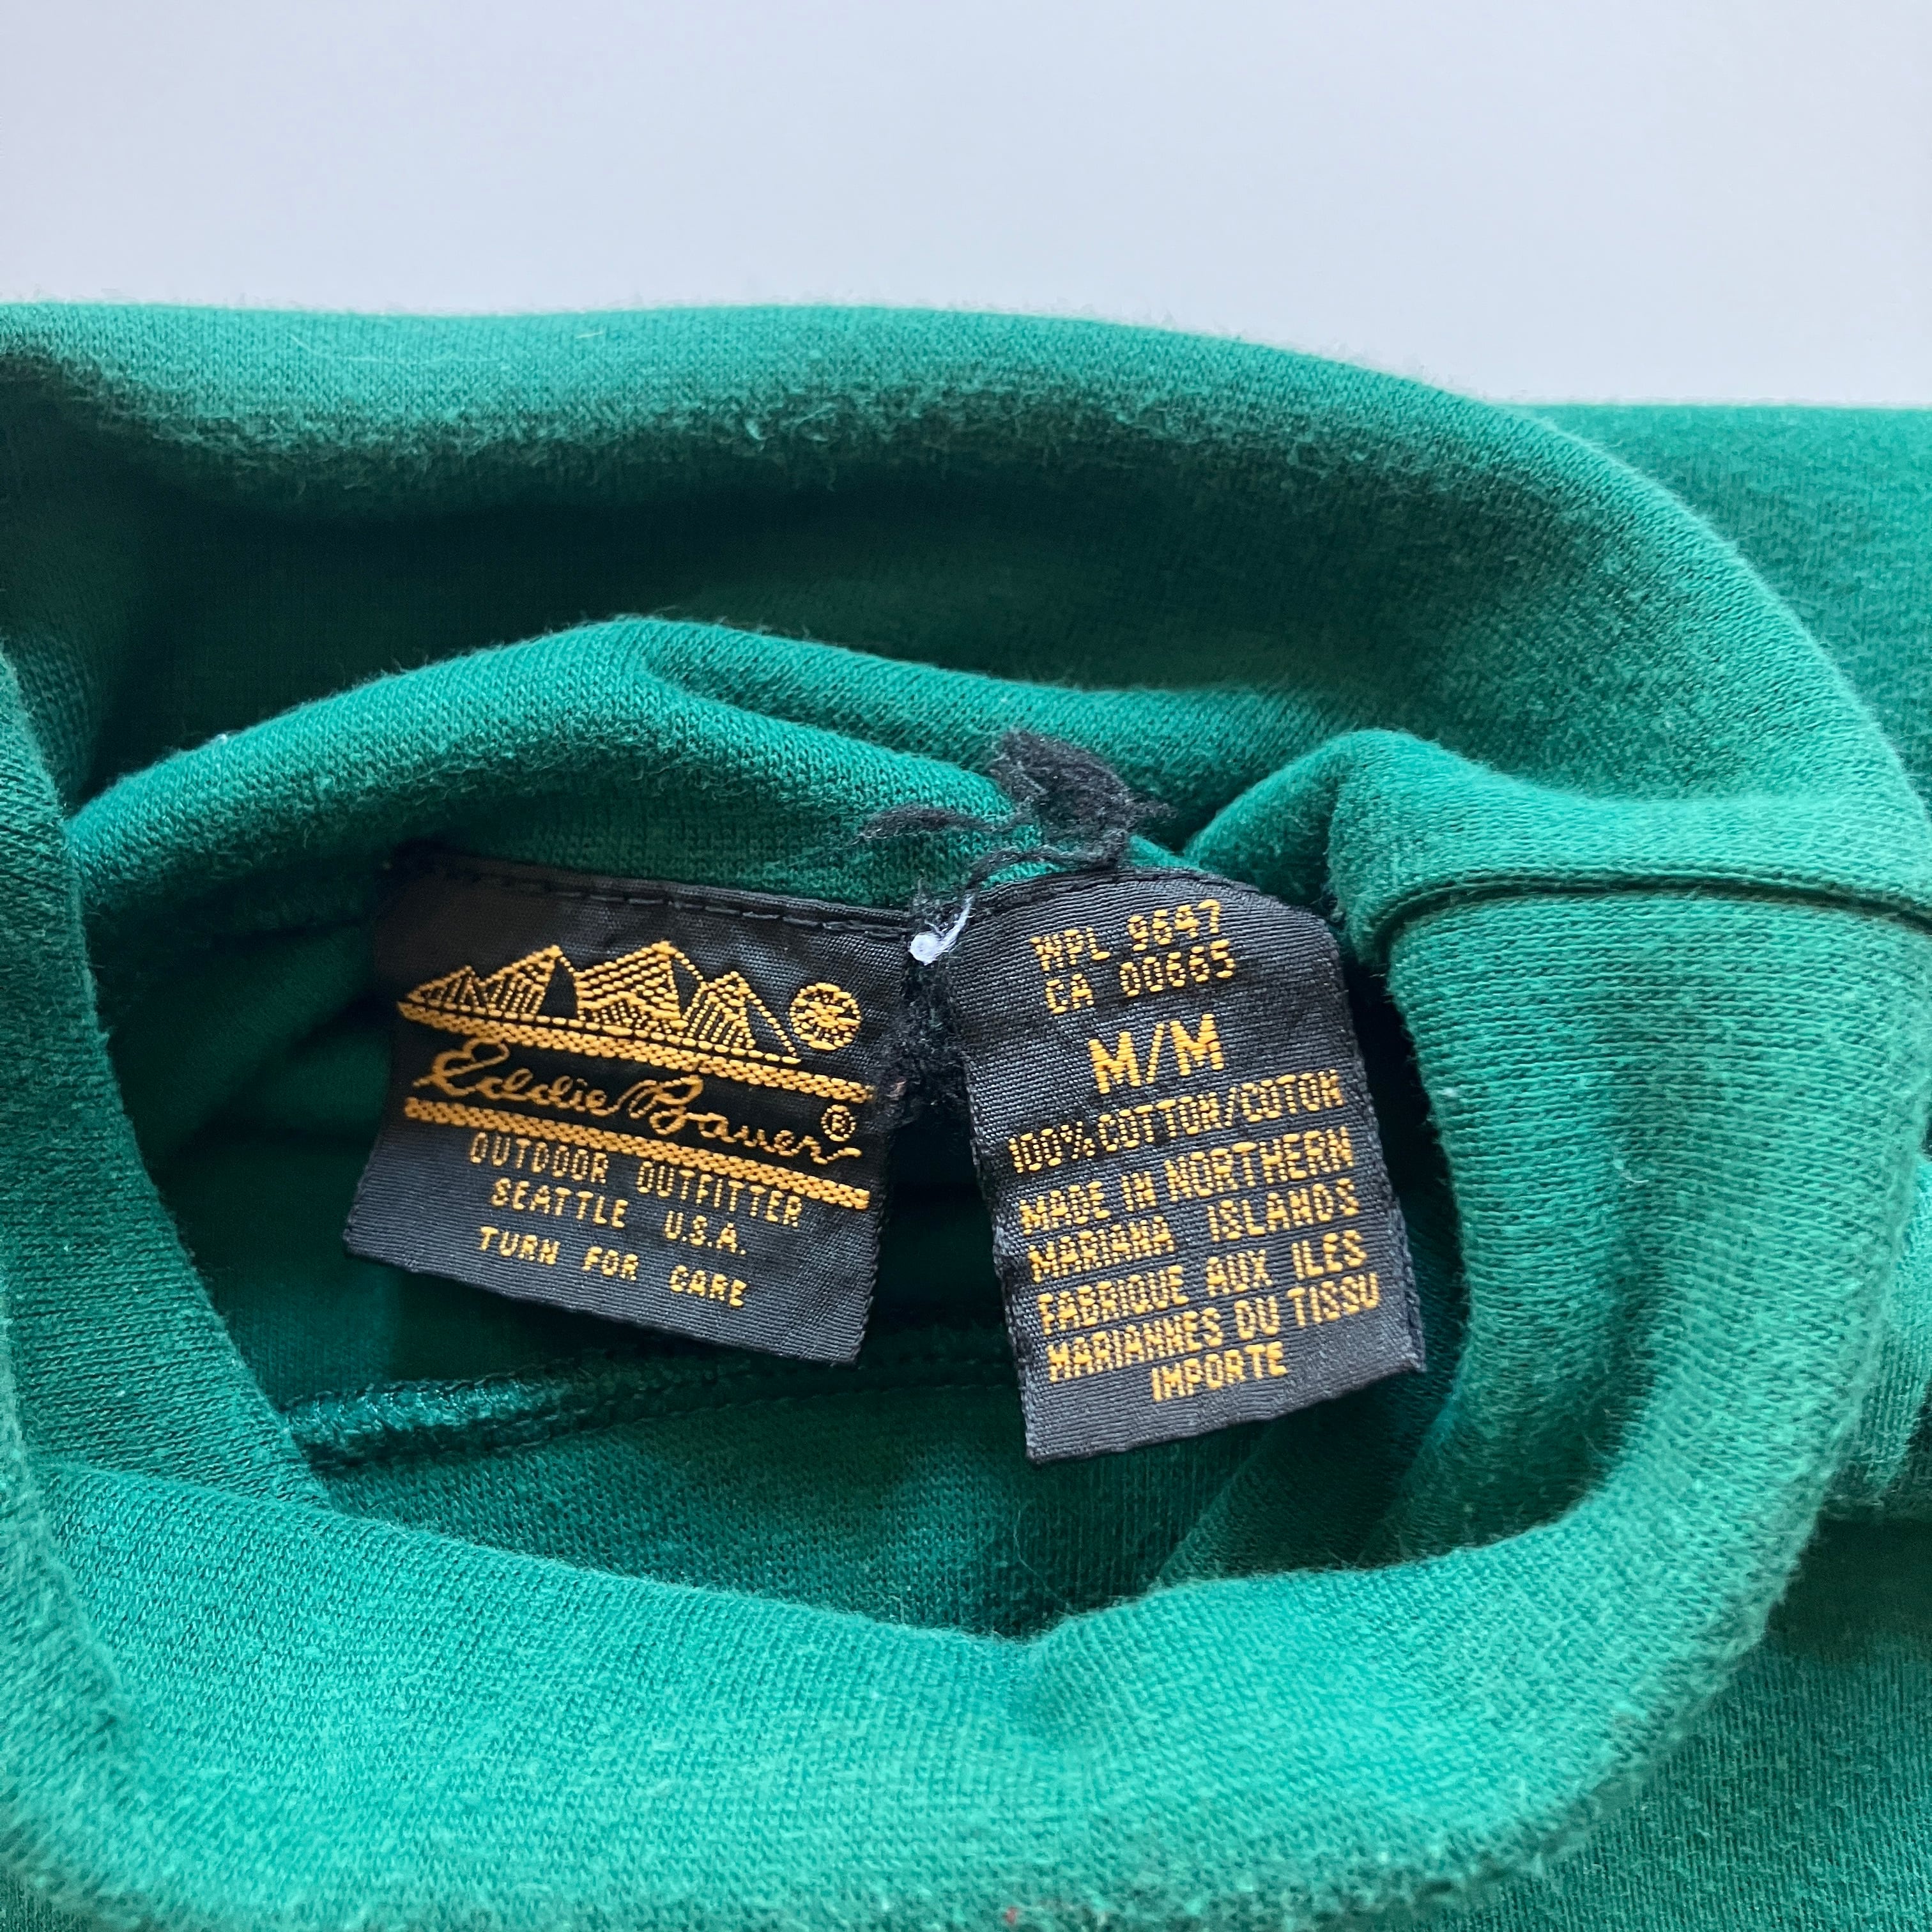 Eddie Bauer®
OUTDOOR OUTFITTER
SEATTLE U.S.A.
TURN FOR CARE
WPL 9647
CA 00665
M/M
100% COTTON/COTON
MADE IN NORTHERN
MARIANA ISLANDS
FABRIQUE AUX ILES
MARIANNES DU TISSU
IMPORTE